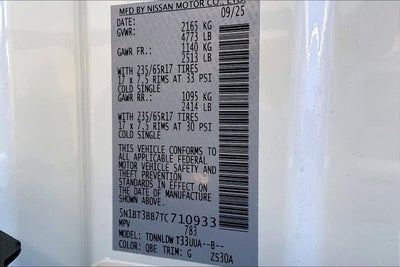 MFD BY NISSAN MOTOR CO., LTD.
DATE: 09/25
GVWR: 2165 KG
4773 LB
GAWR FR.: 1140 KG
2513 LB
WITH 235/65R17 TIRES
17 x 7.5 RIMS AT 33 PSI
COLD SINGLE
GAWR RR.: 1095 KG
2414 LB
WITH 235/65R17 TIRES
17 x 7.5 RIMS AT 30 PSI
COLD SINGLE
THIS VEHICLE CONFORMS TO
ALL APPLICABLE FEDERAL
MOTOR VEHICLE SAFETY AND
THEFT PREVENTION
STANDARDS IN EFFECT ON
THE DATE OF MANUFACTURE
SHOWN ABOVE.
5N1BT3BB7TC710933
MPV 783
MODEL: TDNNLDWT33UUA--B--
COLOR: QBE TRIM: G ZS30A